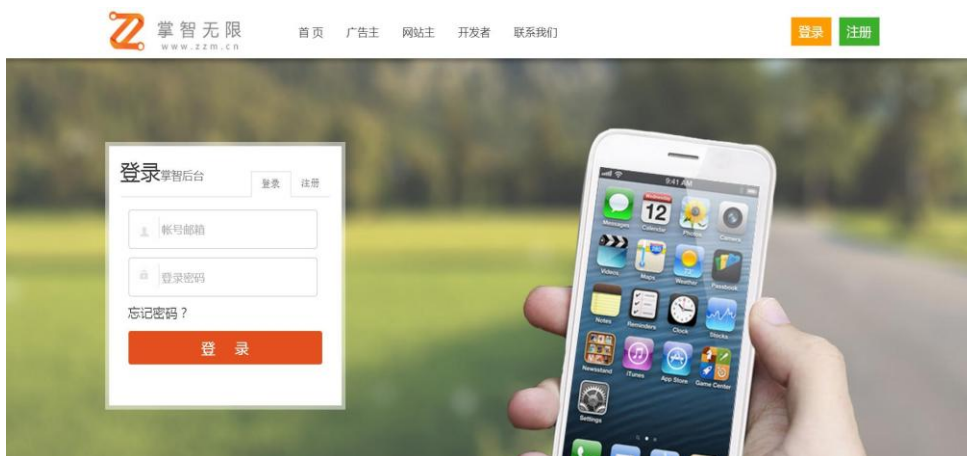 掌智无限
www.zzm.cn
首页 广告主 网站主 开发者 联系我们
登录 注册
登录掌智后台
登录 注册
帐号邮箱
登录密码
忘记密码？
登 录
9:41 AM
Wednesday
12
Messages Calendar Photos Camera
280
72
Videos Maps Weather Passbook
Notes Reminders Clock Stocks
Newsstand iTunes App Store Game Center
Settings